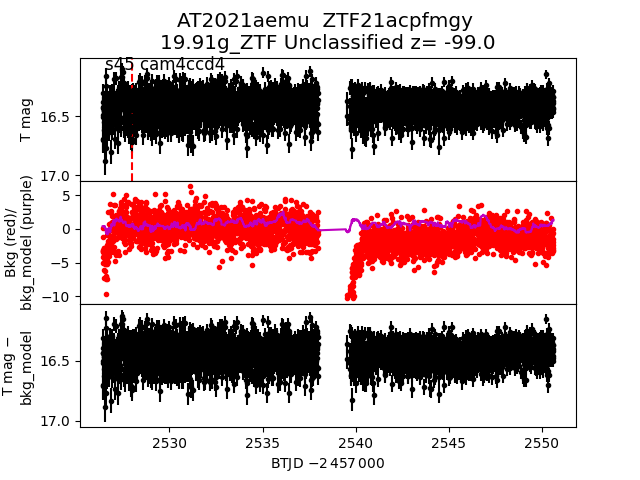 AT2021aemu  ZTF21acpfmgy
19.91g_ZTF Unclassified z= -99.0
s45 cam4ccd4
T mag
16.5
17.0
Bkg (red)/
bkg_model (purple)
5
0
−5
−10
T mag −
bkg_model
16.5
17.0
2530
2535
2540
2545
2550
BTJD −2 457 000